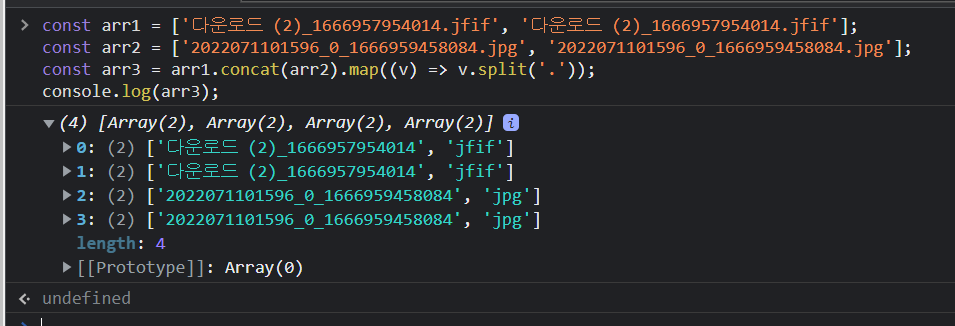 > const arr1 = ['다운로드 (2)_1666957954014.jfif', '다운로드 (2)_1666957954014.jfif'];
const arr2 = ['2022071101596_0_1666959458084.jpg', '2022071101596_0_1666959458084.jpg'];
const arr3 = arr1.concat(arr2).map((v) => v.split('.'));
console.log(arr3);
▼(4) [Array(2), Array(2), Array(2), Array(2)] i
▶0: (2) ['다운로드 (2)_1666957954014', 'jfif']
▶1: (2) ['다운로드 (2)_1666957954014', 'jfif']
▶2: (2) ['2022071101596_0_1666959458084', 'jpg']
▶3: (2) ['2022071101596_0_1666959458084', 'jpg']
length: 4
▶[[Prototype]]: Array(0)
undefined